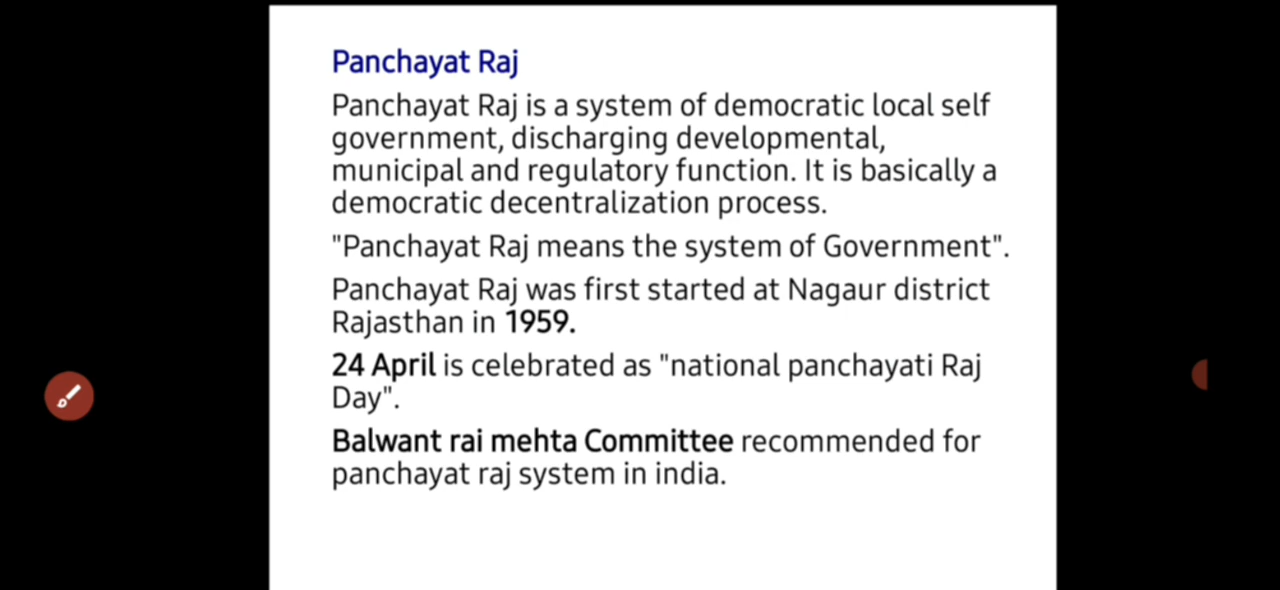 Panchayat Raj
Panchayat Raj is a system of democratic local self
government, discharging developmental,
municipal and regulatory function. It is basically a
democratic decentralization process.
"Panchayat Raj means the system of Government".
Panchayat Raj was first started at Nagaur district
Rajasthan in 1959.
24 April is celebrated as "national panchayati Raj
Day".
Balwant rai mehta Committee recommended for
panchayat raj system in india.